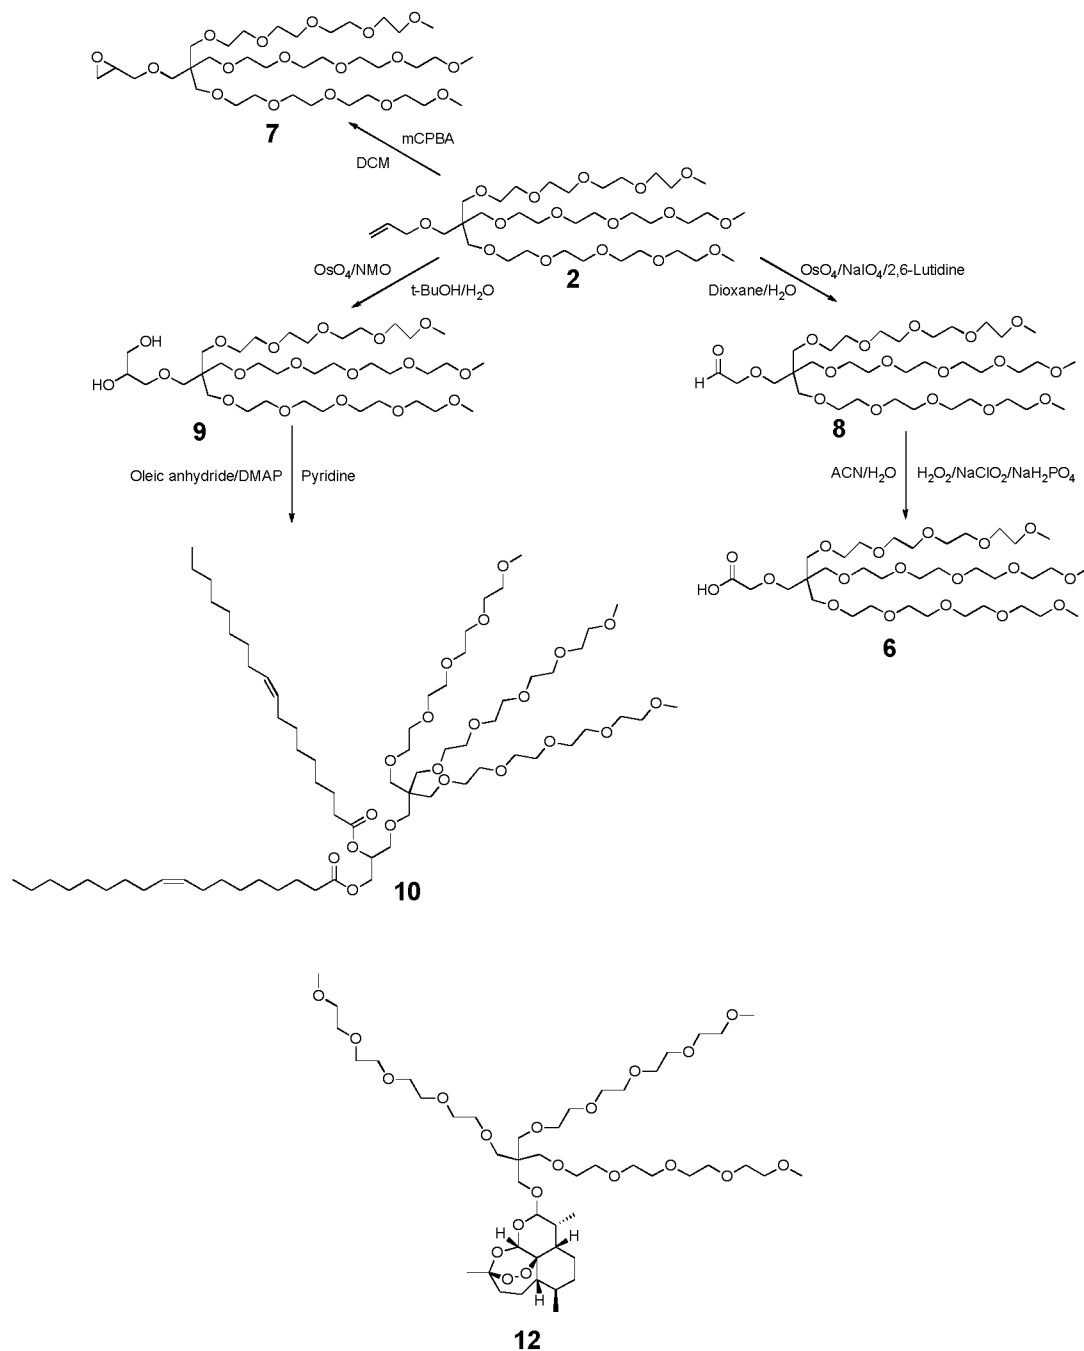 7
mCPBA
DCM
2
OsO4/NMO
t-BuOH/H2O
OsO4/NaIO4/2,6-Lutidine
Dioxane/H2O
9
8
Oleic anhydride/DMAP Pyridine
ACN/H2O H2O2/NaClO2/NaH2PO4
6
10
12